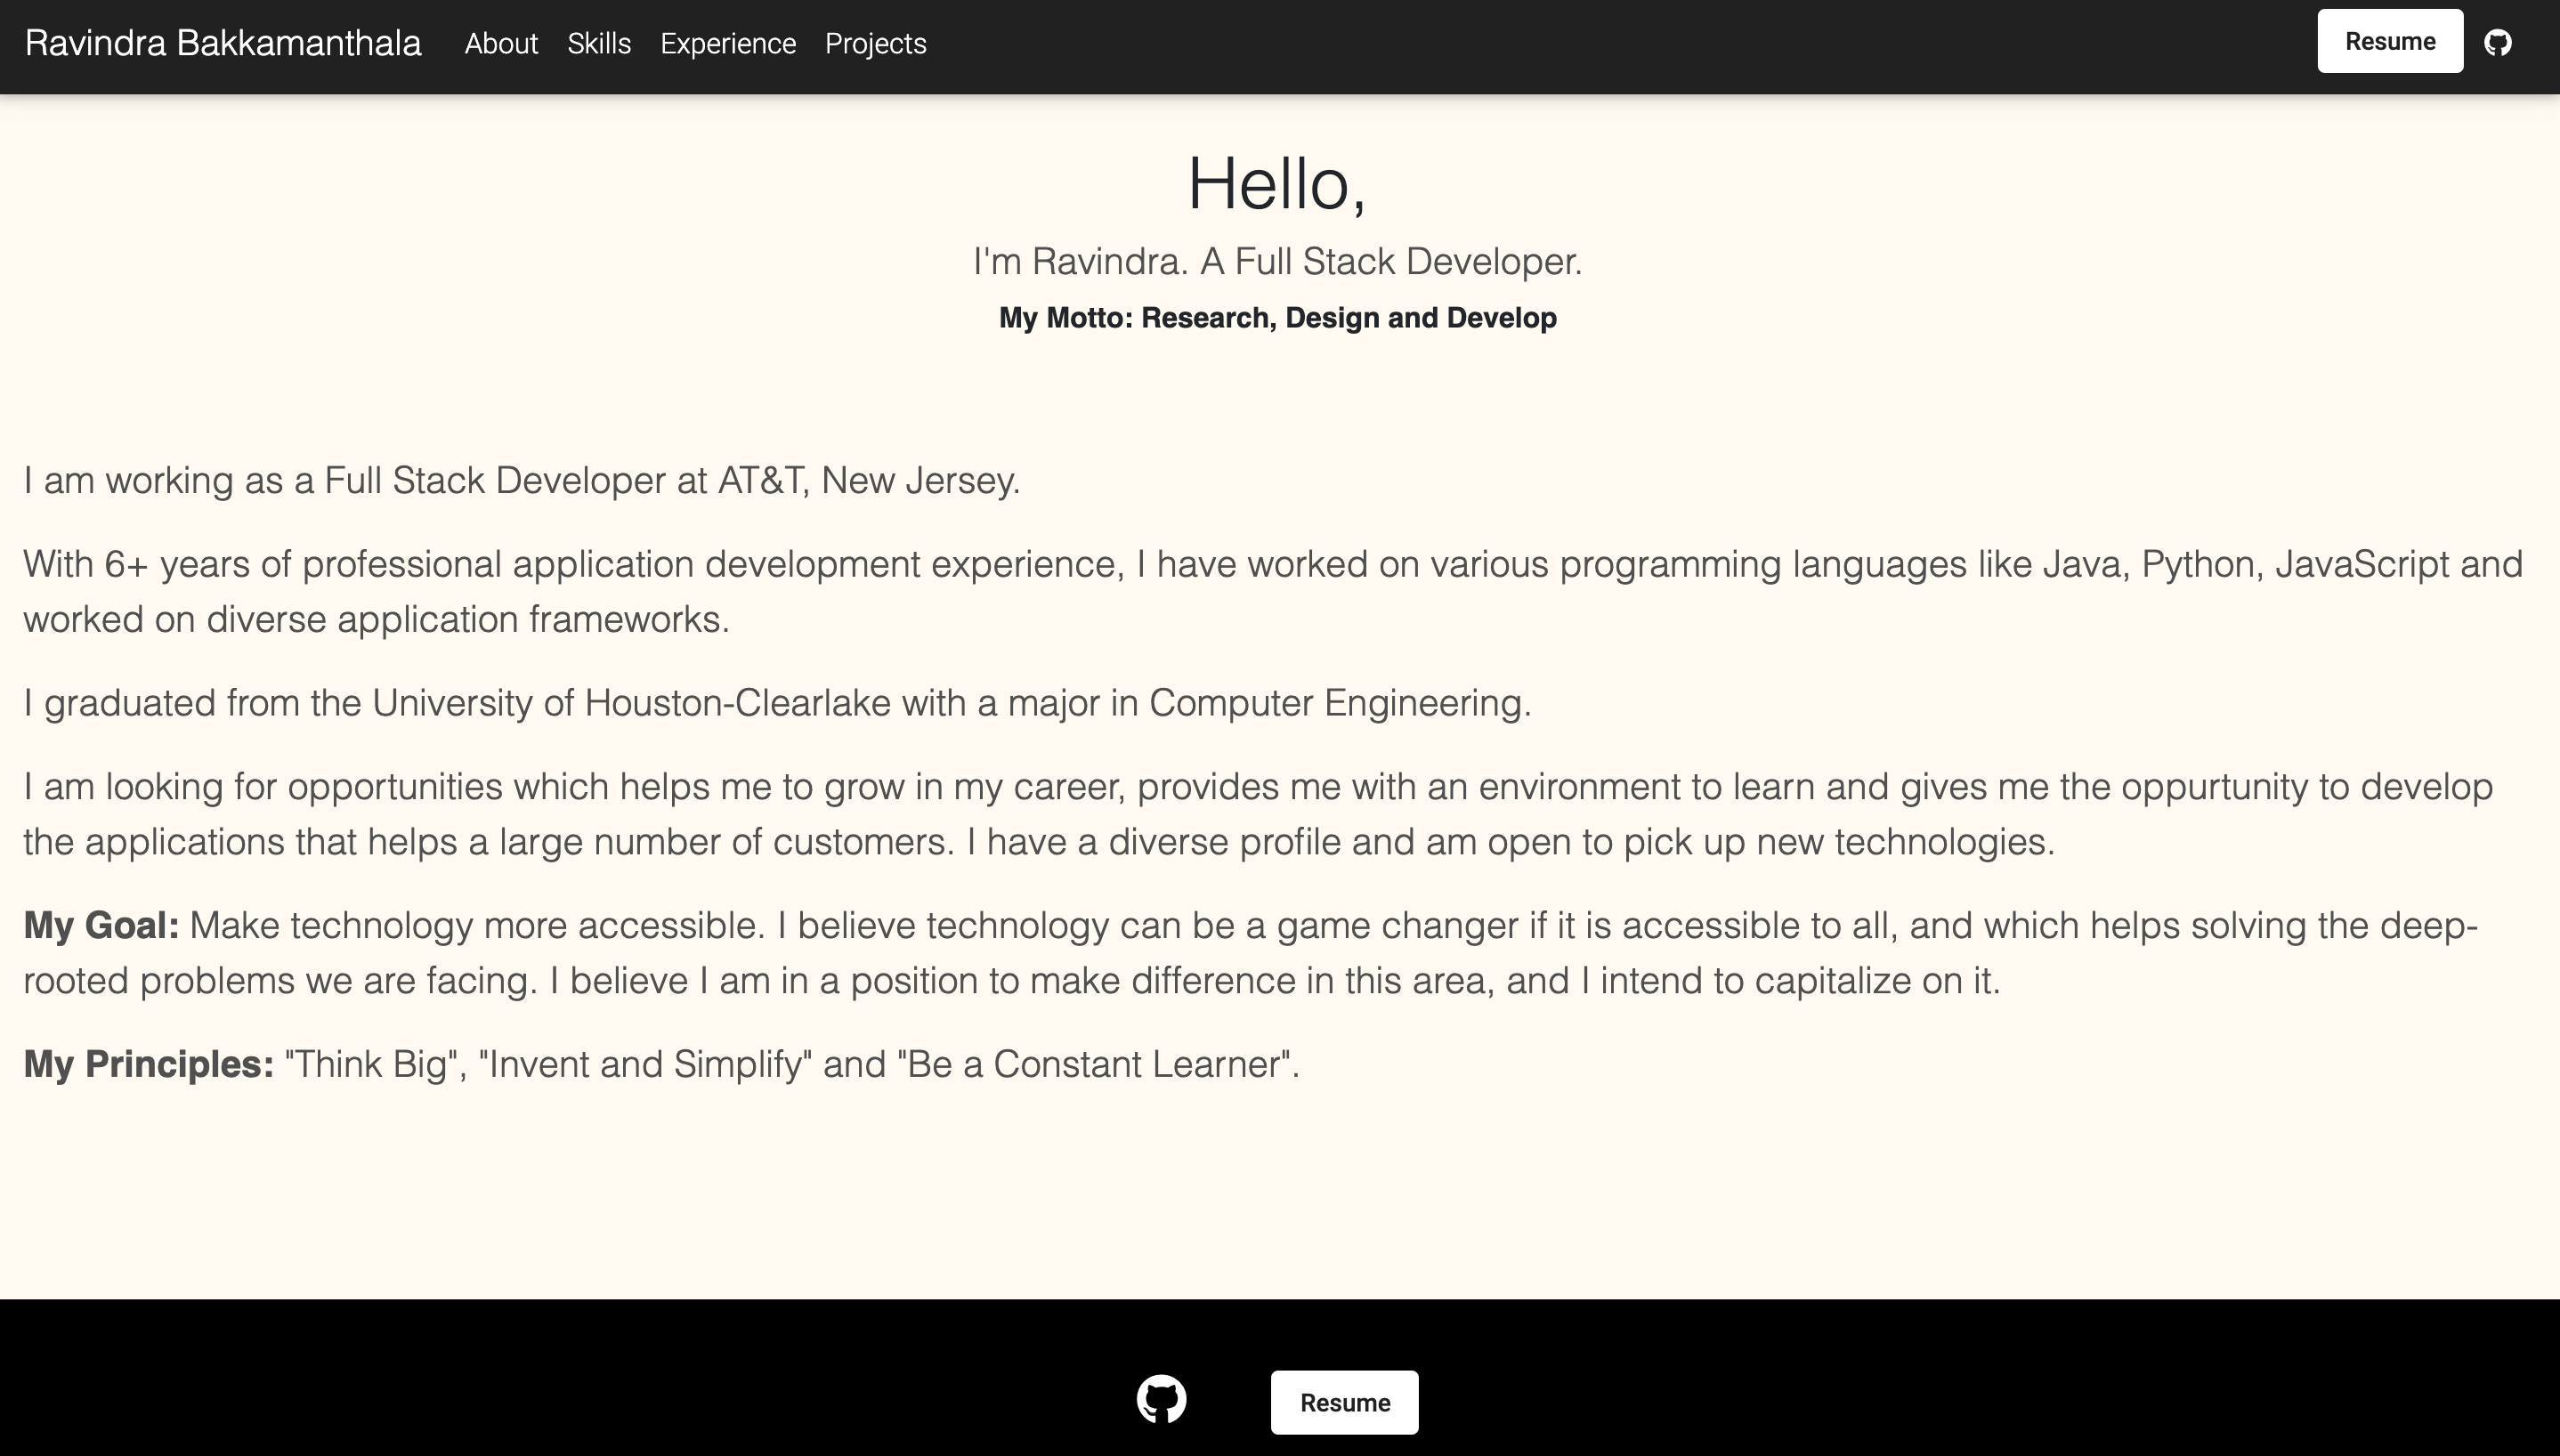 Ravindra Bakkamanthala About Skills Experience Projects Resume
Hello,
I'm Ravindra. A Full Stack Developer.
My Motto: Research, Design and Develop
I am working as a Full Stack Developer at AT&T, New Jersey.
With 6+ years of professional application development experience, I have worked on various programming languages like Java, Python, JavaScript and
worked on diverse application frameworks.
I graduated from the University of Houston-Clearlake with a major in Computer Engineering.
I am looking for opportunities which helps me to grow in my career, provides me with an environment to learn and gives me the oppurtunity to develop
the applications that helps a large number of customers. I have a diverse profile and am open to pick up new technologies.
My Goal: Make technology more accessible. I believe technology can be a game changer if it is accessible to all, and which helps solving the deep-
rooted problems we are facing. I believe I am in a position to make difference in this area, and I intend to capitalize on it.
My Principles: "Think Big", "Invent and Simplify" and "Be a Constant Learner".
Resume